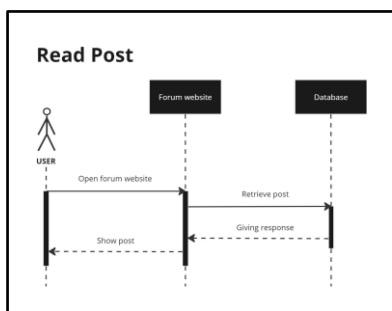 Read Post
Forum website
Database
USER
Open forum website
Retrieve post
Giving response
Show post